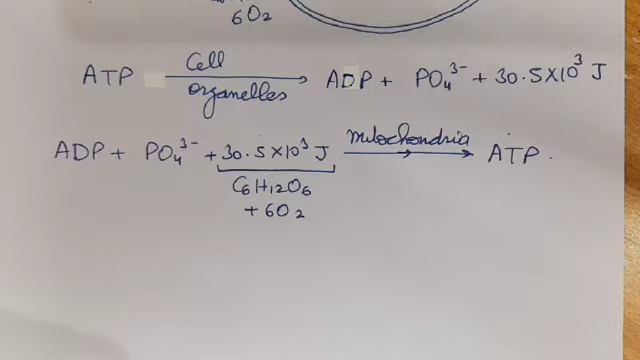 6O₂
ATP Cell organelles → ADP + PO₄³⁻ + 30.5×10³ J
ADP + PO₄³⁻ + 30.5×10³ J mitochondria → ATP.
C₆H₁₂O₆
+ 6O₂